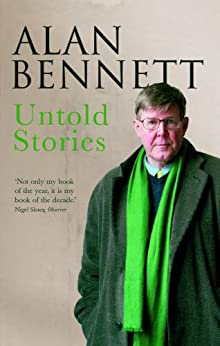 ALAN
BENNETT
Untold
Stories
‘Not only my book
of the year, it is my
book of the decade.’
Nigel Slater, Observer